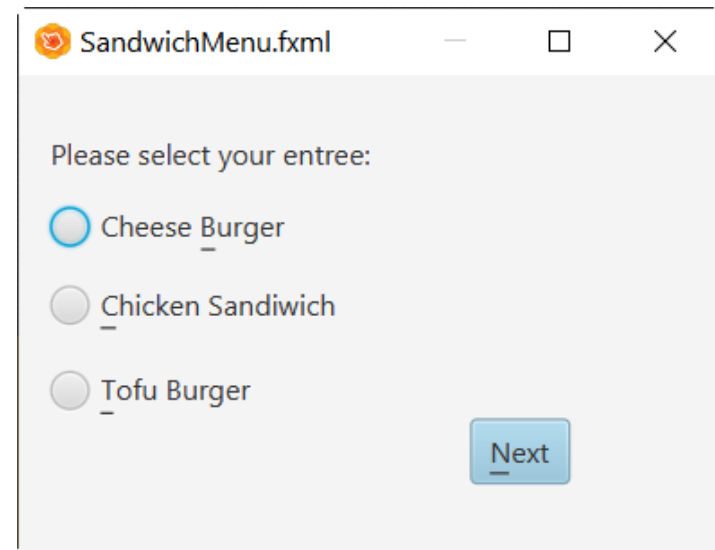 SandwichMenu.fxml
Please select your entree:
Cheese Burger
Chicken Sandiwich
Tofu Burger
Next